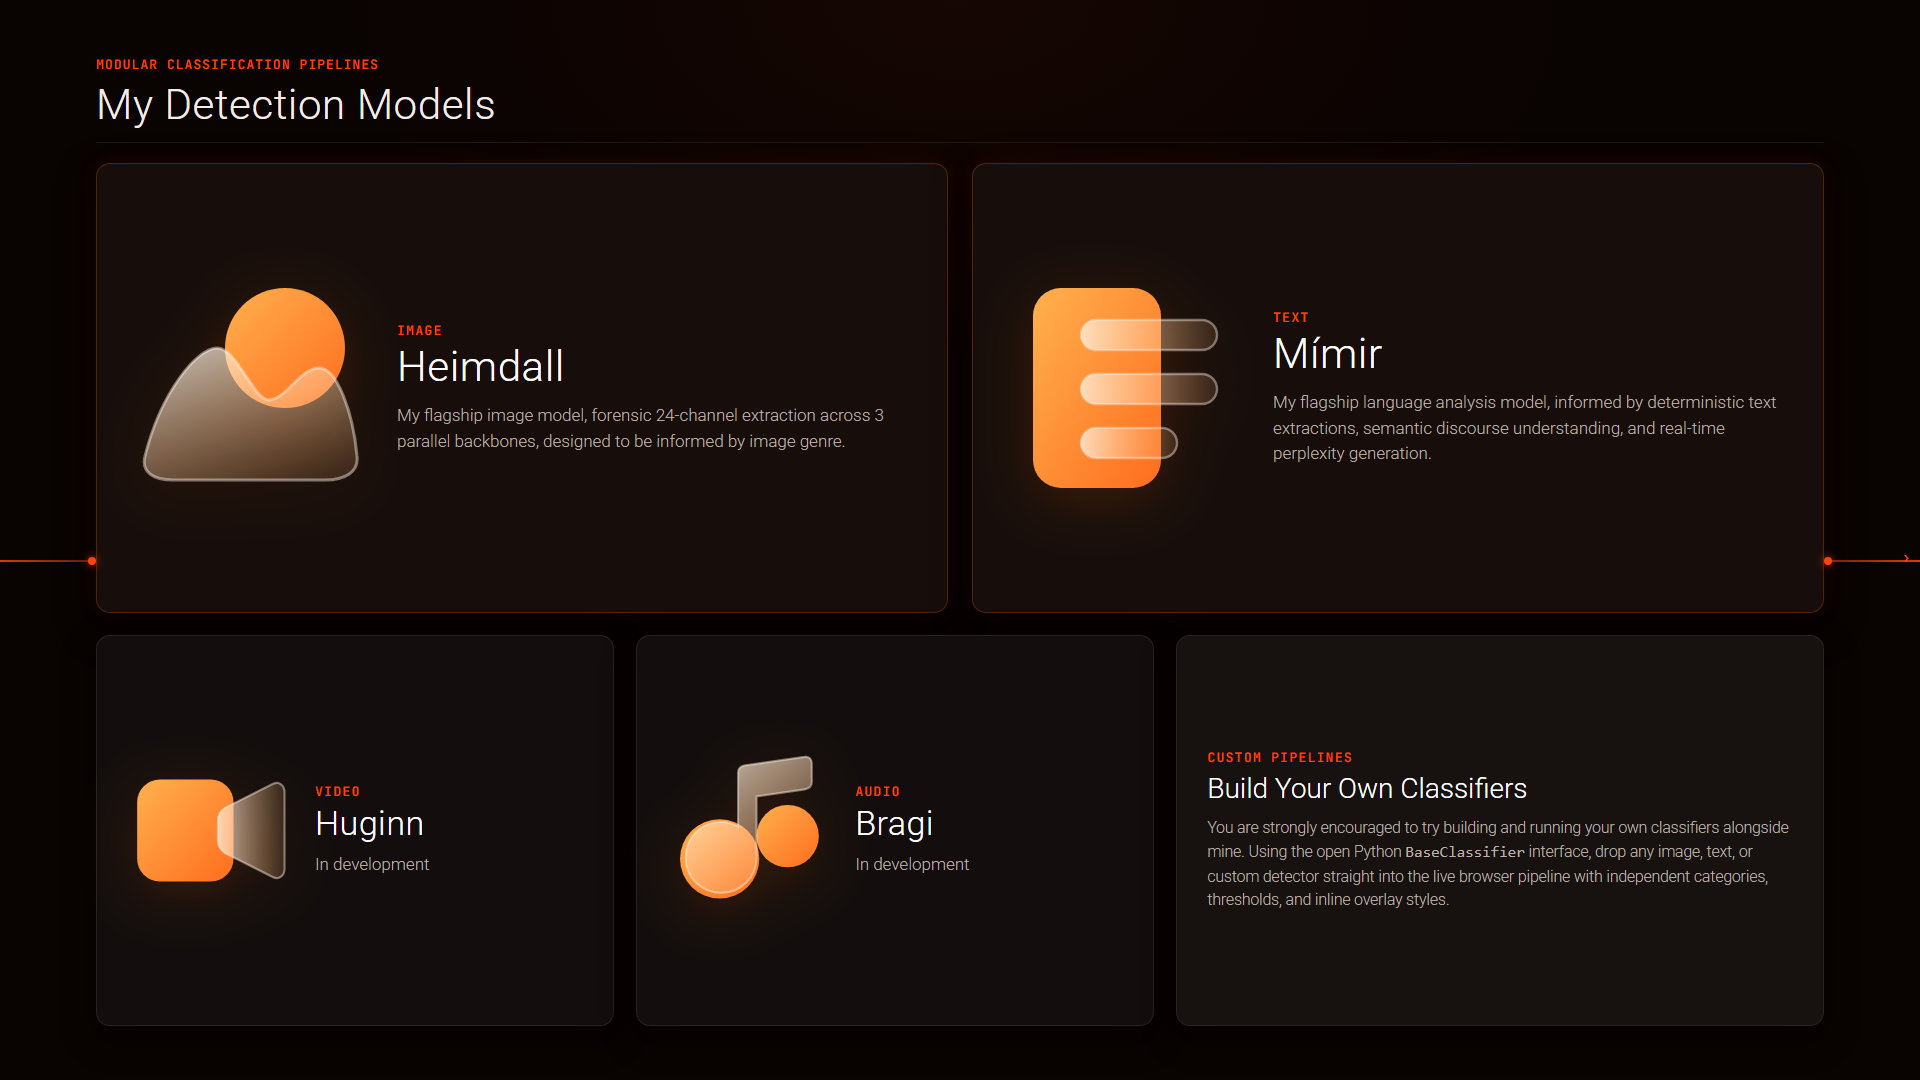 MODULAR CLASSIFICATION PIPELINES
My Detection Models
IMAGE
Heimdall
My flagship image model, forensic 24-channel extraction across 3
parallel backbones, designed to be informed by image genre.
TEXT
Mímir
My flagship language analysis model, informed by deterministic text
extractions, semantic discourse understanding, and real-time
perplexity generation.
VIDEO
Huginn
In development
AUDIO
Bragi
In development
CUSTOM PIPELINES
Build Your Own Classifiers
You are strongly encouraged to try building and running your own classifiers alongside
mine. Using the open Python BaseClassifier interface, drop any image, text, or
custom detector straight into the live browser pipeline with independent categories,
thresholds, and inline overlay styles.